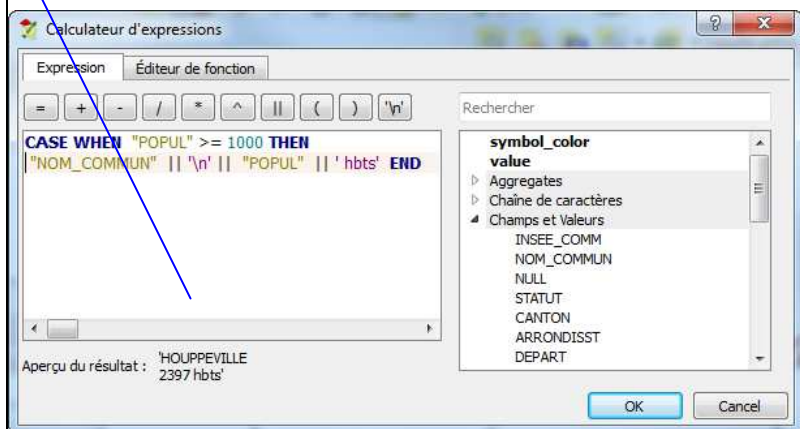 Calculateur d'expressions
Expression Éditeur de fonction
= + - / * ^ || ( ) '\n'
CASE WHEN "POPUL" >= 1000 THEN
"NOM_COMMUN" || '\n' || "POPUL" || ' hbts' END
Rechercher
symbol_color
value
Aggregates
Chaîne de caractères
Champs et Valeurs
INSEE_COMM
NOM_COMMUN
NULL
STATUT
CANTON
ARRONDISST
DEPART
Aperçu du résultat : 'HOUPPEVILLE
2397 hbts'
OK Cancel